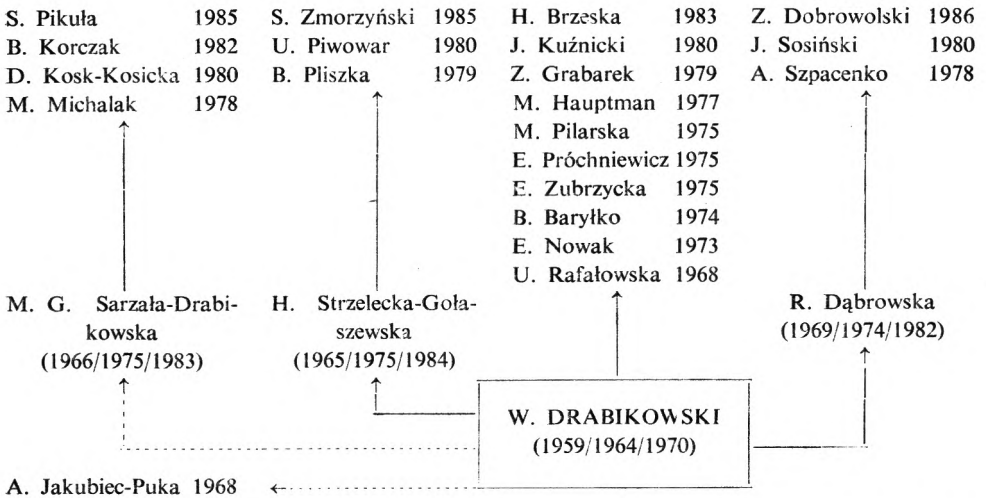 S. Pikuła 1985
B. Korczak 1982
D. Kosk-Kosicka 1980
M. Michalak 1978
S. Zmorzyński 1985
U. Piwowar 1980
B. Pliszka 1979
H. Brzeska 1983
J. Kuźnicki 1980
Z. Grabarek 1979
M. Hauptman 1977
M. Pilarska 1975
E. Próchniewicz 1975
E. Zubrzycka 1975
B. Baryłko 1974
E. Nowak 1973
U. Rafałowska 1968
Z. Dobrowolski 1986
J. Sosiński 1980
A. Szpacenko 1978
M. G. Sarzała-Drabi-
kowska
(1966/1975/1983)
H. Strzelecka-Goła-
szewska
(1965/1975/1984)
R. Dąbrowska
(1969/1974/1982)
W. DRABIKOWSKI
(1959/1964/1970)
A. Jakubiec-Puka 1968